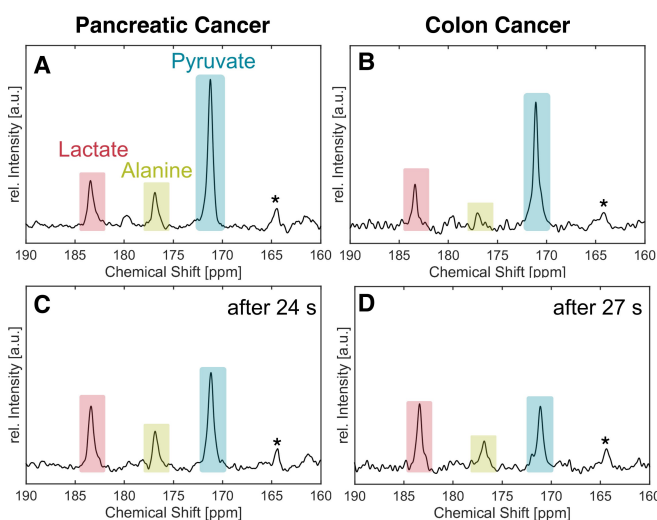 Pancreatic Cancer
Colon Cancer
A
Pyruvate
Lactate
Alanine
*
rel. Intensity [a.u.]
190 185 180 175 170 165 160
Chemical Shift [ppm]
B
*
rel. Intensity [a.u.]
190 185 180 175 170 165 160
Chemical Shift [ppm]
C
after 24 s
*
rel. Intensity [a.u.]
190 185 180 175 170 165 160
Chemical Shift [ppm]
D
after 27 s
*
rel. Intensity [a.u.]
190 185 180 175 170 165 160
Chemical Shift [ppm]